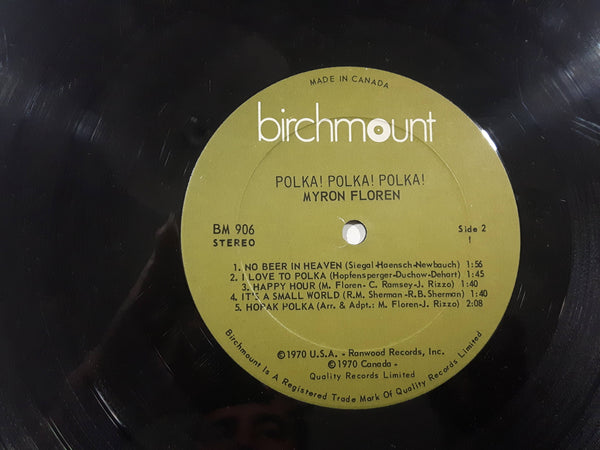 MADE IN CANADA
birchmount
POLKA! POLKA! POLKA!
MYRON FLOREN
BM 906
STEREO
Side 2
1
1. NO BEER IN HEAVEN (Siegal-Haensch-Newbauch) 1:56
2. I LOVE TO POLKA (Hopfensperger-Duchow-Dehart) 1:45
3. HAPPY HOUR (M. Floren- C. Ramsey-J. Rizzo) 1:40
4. IT'S A SMALL WORLD (R.M. Sherman-R.B. Sherman) 1:40
5. HOPAK POLKA (Arr. & Adpt.: M. Floren-J. Rizzo) 2:08
©1970 U.S.A. - Ranwood Records, Inc.
©1970 Canada -
Quality Records Limited
Birchmount Is A Registered Trade Mark Of Quality Records Limited